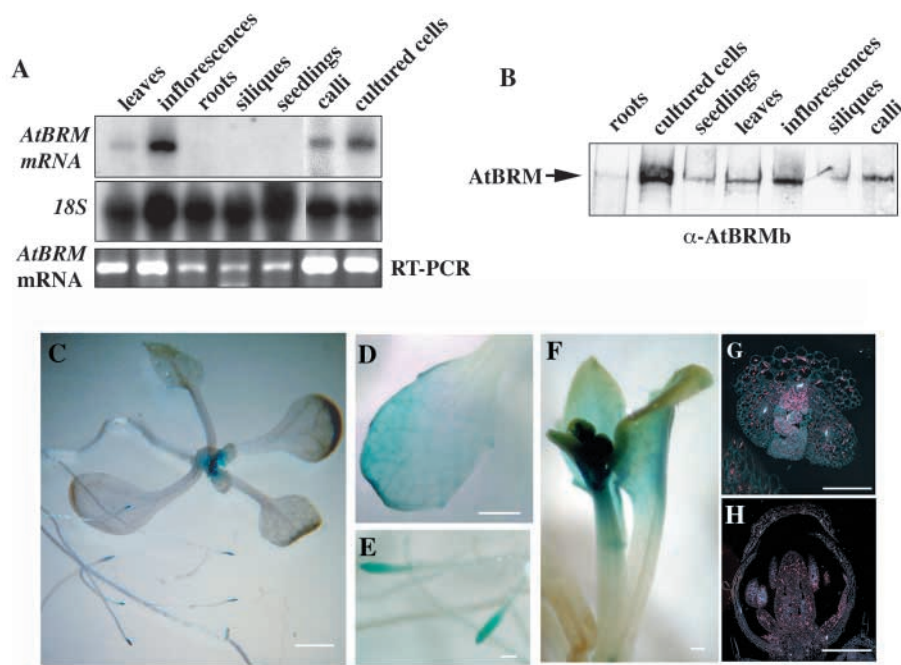 A
leaves
inflorescences
roots
siliques
seedlings
calli
cultured cells
AtBRM
mRNA
18S
AtBRM
mRNA
RT-PCR
B
roots
cultured cells
seedlings
leaves
inflorescences
siliques
calli
AtBRM
α-AtBRMb
C
D
E
F
G
H